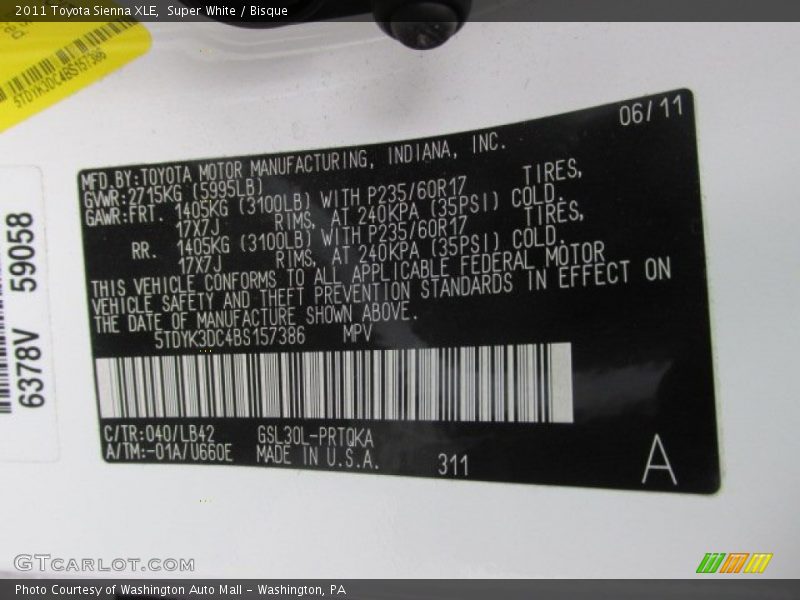 2011 Toyota Sienna XLE,  Super White / Bisque
5TDYK3DC4BS157386
6378V  59058
06/11
MFD.BY:TOYOTA MOTOR MANUFACTURING, INDIANA, INC.
GVWR:2715KG (5995LB)
GAWR:FRT. 1405KG (3100LB) WITH P235/60R17 TIRES,
17X7J RIMS, AT 240KPA (35PSI) COLD.
RR. 1405KG (3100LB) WITH P235/60R17 TIRES,
17X7J RIMS, AT 240KPA (35PSI) COLD.
THIS VEHICLE CONFORMS TO ALL APPLICABLE FEDERAL MOTOR
VEHICLE SAFETY AND THEFT PREVENTION STANDARDS IN EFFECT ON
THE DATE OF MANUFACTURE SHOWN ABOVE.
5TDYK3DC4BS157386 MPV
C/TR:040/LB42 GSL30L-PRTQKA
A/TM:-01A/U660E MADE IN U.S.A. 311
A
GTCARLOT.COM
Photo Courtesy of Washington Auto Mall - Washington, PA